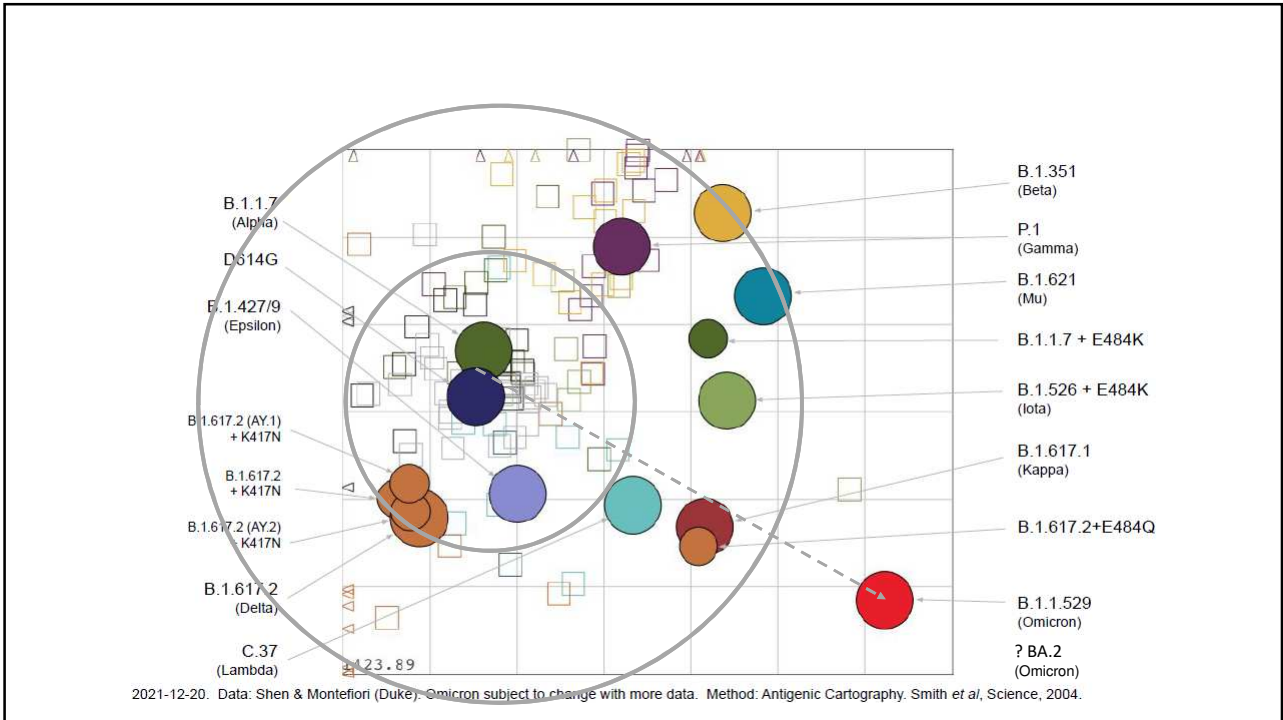 B.1.1.7
(Alpha)
D614G
B.1.427/9
(Epsilon)
B.1.617.2 (AY.1)
+ K417N
B.1.617.2
+ K417N
B.1.617.2 (AY.2)
+ K417N
B.1.617.2
(Delta)
C.37
(Lambda)
B.1.351
(Beta)
P.1
(Gamma)
B.1.621
(Mu)
B.1.1.7 + E484K
B.1.526 + E484K
(Iota)
B.1.617.1
(Kappa)
B.1.617.2+E484Q
B.1.1.529
(Omicron)
? BA.2
(Omicron)
423.89
2021-12-20. Data: Shen & Montefiori (Duke). Omicron subject to change with more data. Method: Antigenic Cartography. Smith et al, Science, 2004.